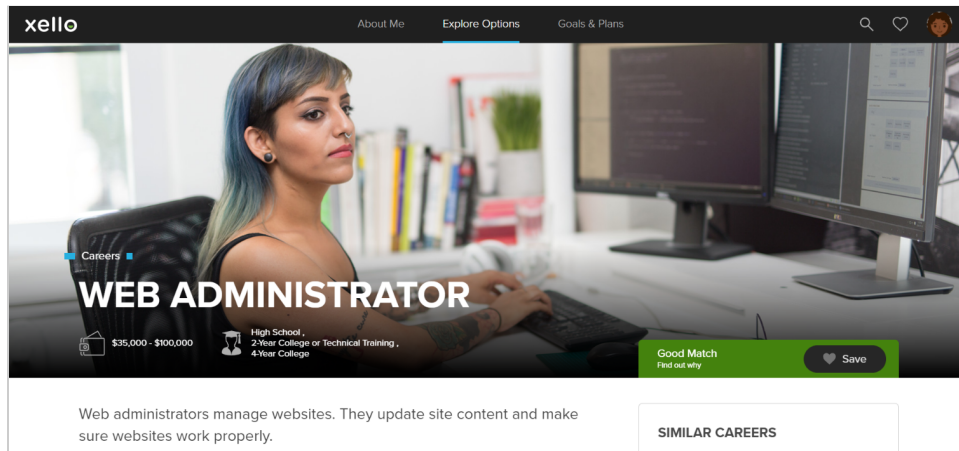 xello
About Me
Explore Options
Goals & Plans
Careers
WEB ADMINISTRATOR
$35,000 - $100,000
High School ,
2-Year College or Technical Training ,
4-Year College
Good Match
Find out why
Save
Web administrators manage websites. They update site content and make
sure websites work properly.
SIMILAR CAREERS